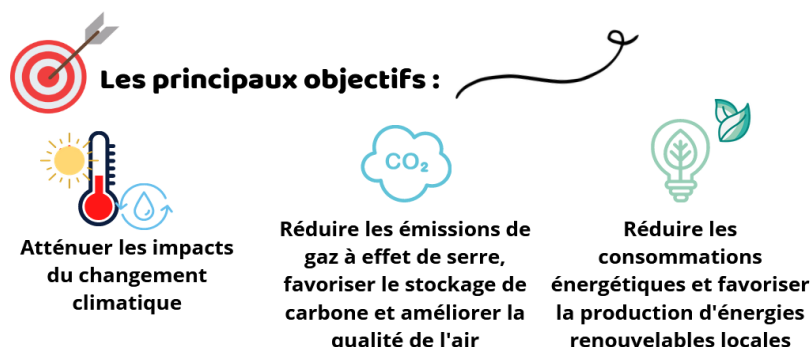 Les principaux objectifs :
CO₂
Atténuer les impacts
du changement
climatique
Réduire les émissions de
gaz à effet de serre,
favoriser le stockage de
carbone et améliorer la
qualité de l'air
Réduire les
consommations
énergétiques et favoriser
la production d'énergies
renouvelables locales